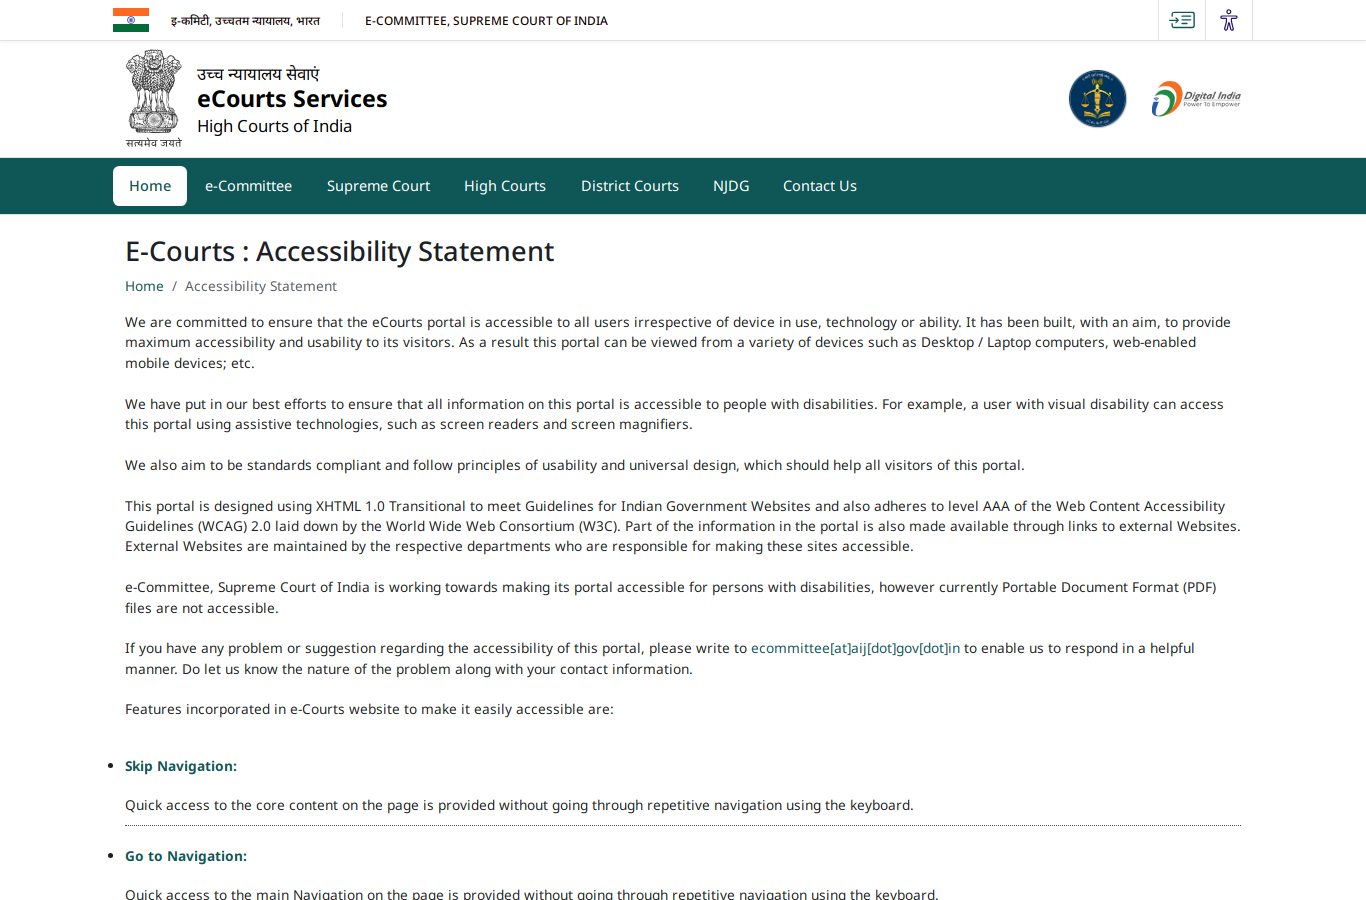 इ-कमिटी, उच्चतम न्यायालय, भारत
E-COMMITTEE, SUPREME COURT OF INDIA
उच्च न्यायालय सेवाएं
eCourts Services
High Courts of India
सत्यमेव जयते
Digital India
Power To Empower
Home
e-Committee
Supreme Court
High Courts
District Courts
NJDG
Contact Us
E-Courts : Accessibility Statement
Home / Accessibility Statement
We are committed to ensure that the eCourts portal is accessible to all users irrespective of device in use, technology or ability. It has been built, with an aim, to provide
maximum accessibility and usability to its visitors. As a result this portal can be viewed from a variety of devices such as Desktop / Laptop computers, web-enabled
mobile devices; etc.
We have put in our best efforts to ensure that all information on this portal is accessible to people with disabilities. For example, a user with visual disability can access
this portal using assistive technologies, such as screen readers and screen magnifiers.
We also aim to be standards compliant and follow principles of usability and universal design, which should help all visitors of this portal.
This portal is designed using XHTML 1.0 Transitional to meet Guidelines for Indian Government Websites and also adheres to level AAA of the Web Content Accessibility
Guidelines (WCAG) 2.0 laid down by the World Wide Web Consortium (W3C). Part of the information in the portal is also made available through links to external Websites.
External Websites are maintained by the respective departments who are responsible for making these sites accessible.
e-Committee, Supreme Court of India is working towards making its portal accessible for persons with disabilities, however currently Portable Document Format (PDF)
files are not accessible.
If you have any problem or suggestion regarding the accessibility of this portal, please write to ecommittee[at]aij[dot]gov[dot]in to enable us to respond in a helpful
manner. Do let us know the nature of the problem along with your contact information.
Features incorporated in e-Courts website to make it easily accessible are:
Skip Navigation:
Quick access to the core content on the page is provided without going through repetitive navigation using the keyboard.
Go to Navigation:
Quick access to the main Navigation on the page is provided without going through repetitive navigation using the keyboard.